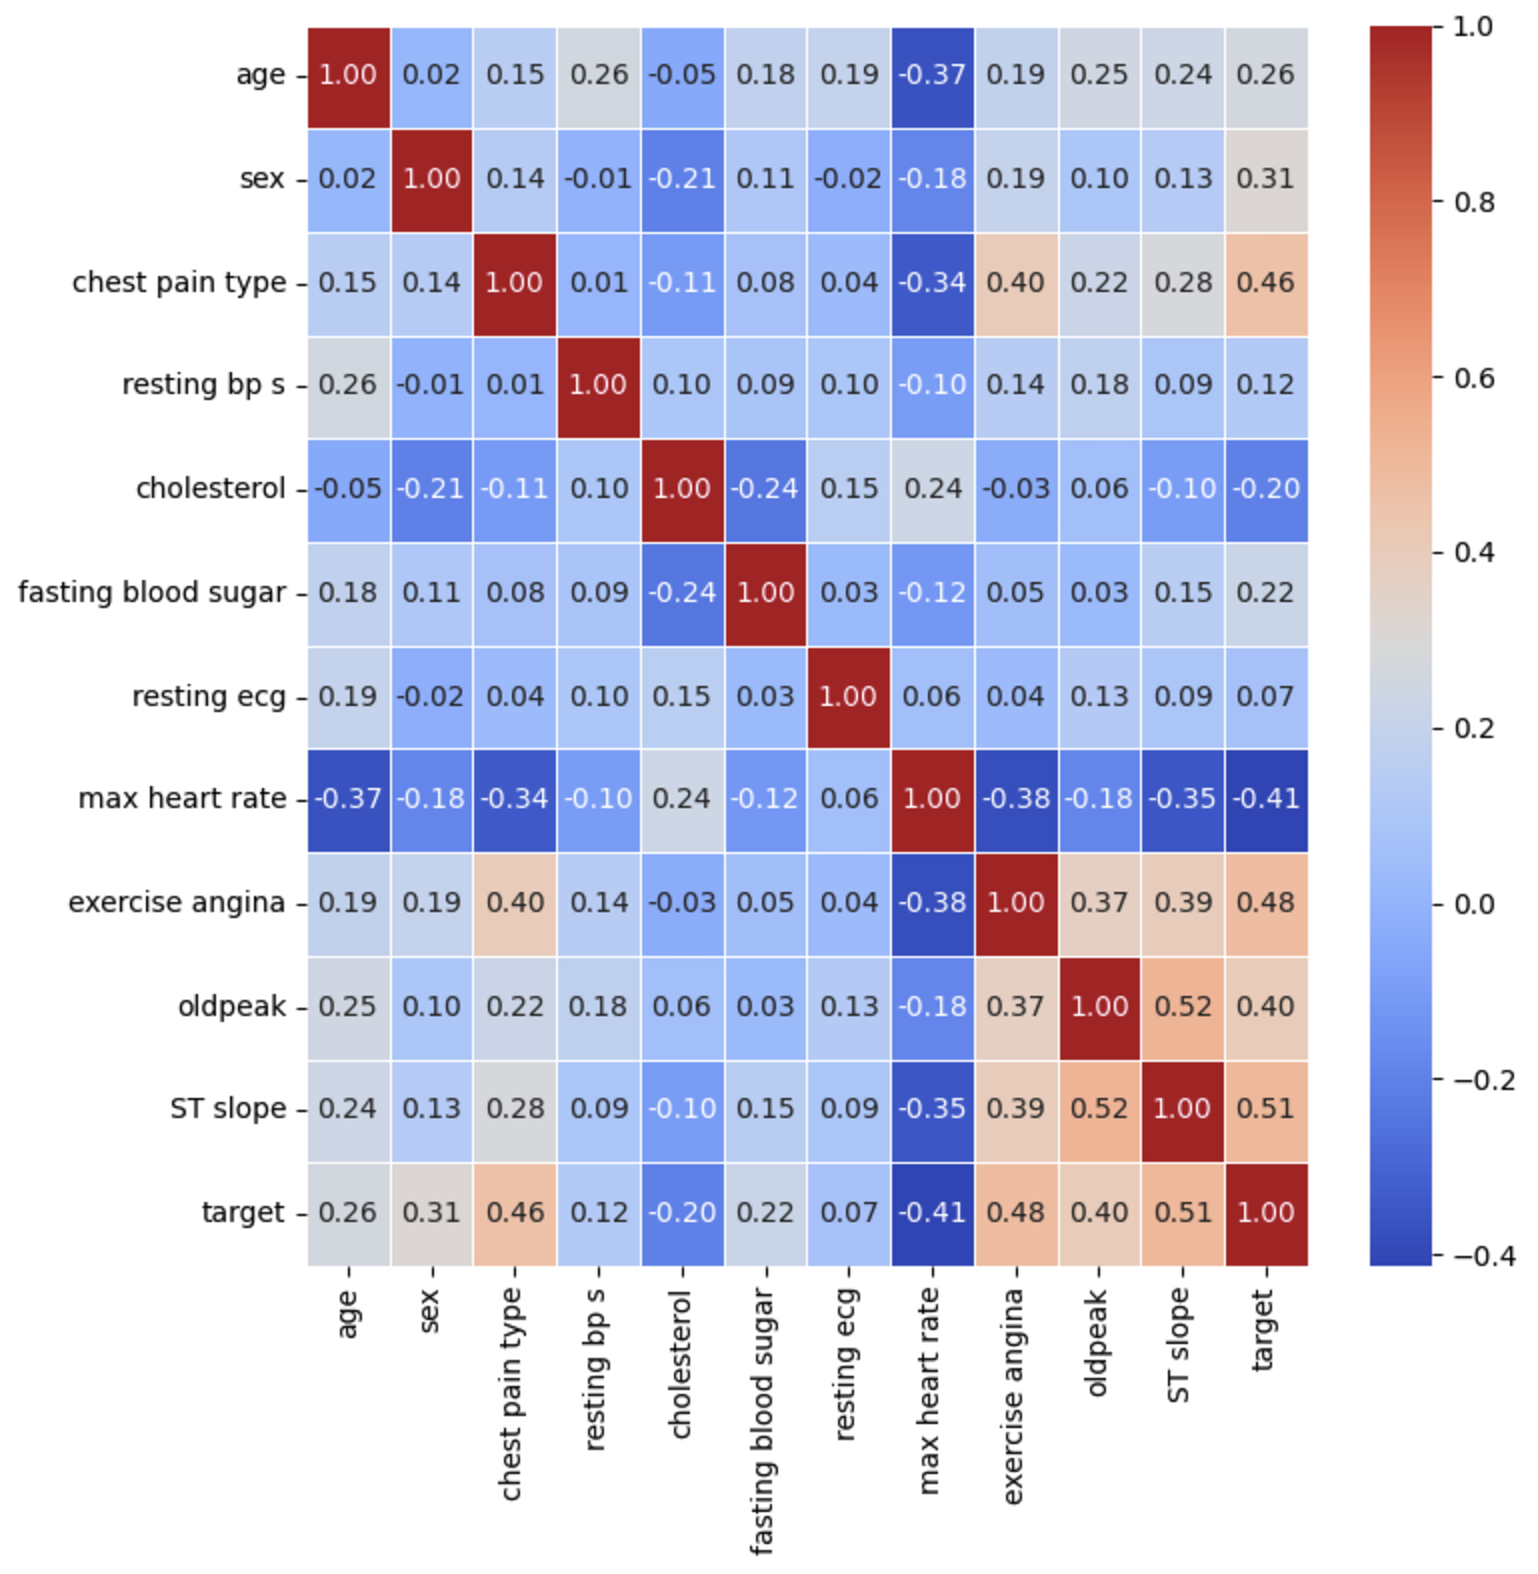 age 1.00 0.02 0.15 0.26 -0.05 0.18 0.19 -0.37 0.19 0.25 0.24 0.26
sex 0.02 1.00 0.14 -0.01 -0.21 0.11 -0.02 -0.18 0.19 0.10 0.13 0.31
chest pain type 0.15 0.14 1.00 0.01 -0.11 0.08 0.04 -0.34 0.40 0.22 0.28 0.46
resting bp s 0.26 -0.01 0.01 1.00 0.10 0.09 0.10 -0.10 0.14 0.18 0.09 0.12
cholesterol -0.05 -0.21 -0.11 0.10 1.00 -0.24 0.15 0.24 -0.03 0.06 -0.10 -0.20
fasting blood sugar 0.18 0.11 0.08 0.09 -0.24 1.00 0.03 -0.12 0.05 0.03 0.15 0.22
resting ecg 0.19 -0.02 0.04 0.10 0.15 0.03 1.00 0.06 0.04 0.13 0.09 0.07
max heart rate -0.37 -0.18 -0.34 -0.10 0.24 -0.12 0.06 1.00 -0.38 -0.18 -0.35 -0.41
exercise angina 0.19 0.19 0.40 0.14 -0.03 0.05 0.04 -0.38 1.00 0.37 0.39 0.48
oldpeak 0.25 0.10 0.22 0.18 0.06 0.03 0.13 -0.18 0.37 1.00 0.52 0.40
ST slope 0.24 0.13 0.28 0.09 -0.10 0.15 0.09 -0.35 0.39 0.52 1.00 0.51
target 0.26 0.31 0.46 0.12 -0.20 0.22 0.07 -0.41 0.48 0.40 0.51 1.00
age
sex
chest pain type
resting bp s
cholesterol
fasting blood sugar
resting ecg
max heart rate
exercise angina
oldpeak
ST slope
target
1.0
0.8
0.6
0.4
0.2
0.0
−0.2
−0.4